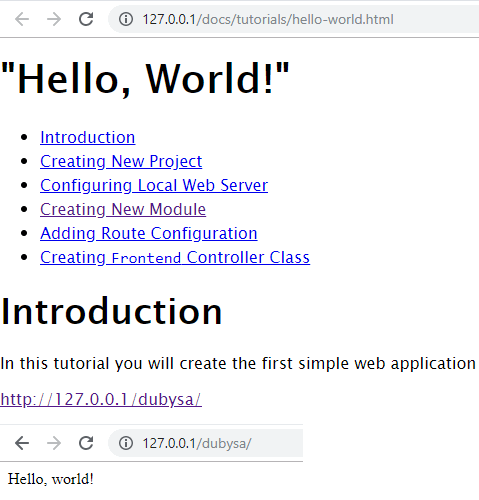 127.0.0.1/docs/tutorials/hello-world.html
"Hello, World!"
Introduction
Creating New Project
Configuring Local Web Server
Creating New Module
Adding Route Configuration
Creating Frontend Controller Class
Introduction
In this tutorial you will create the first simple web application
http://127.0.0.1/dubysa/
127.0.0.1/dubysa/
Hello, world!